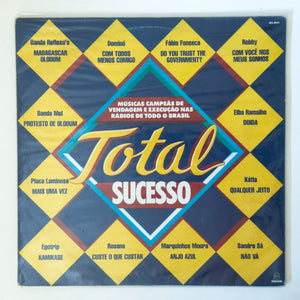 Banda Reflexu's
MADAGASCAR
OLODUM
Dominó
COM TODOS
MENOS COMIGO
Fábio Fonseca
DO YOU TRUST THE
GOVERNMENT?
Robby
QUANDO VOCÊ NOS
MEUS SONHOS
MÚSICAS CAMPEÃS DE
VENDAGEM E EXECUÇÃO NAS
RÁDIOS DE TODO O BRASIL
Banda Mel
PROTESTO DE OLODUM
Elba Ramalho
DOIDA
Total
SUCESSO
Placa Luminosa
MAIS UMA VEZ
Kátia
QUALQUER JEITO
Egotrip
KAMIKASE
Rosana
CUSTE O QUE CUSTAR
Marquinhos Moura
ANJO AZUL
Sandra Sá
NÃO VÁ